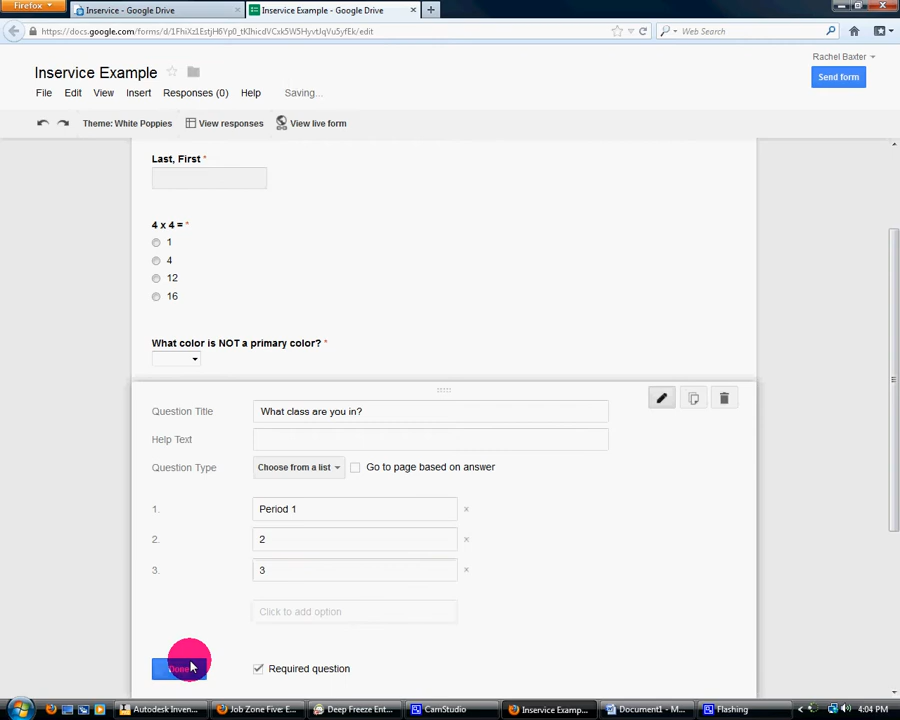 Firefox
Inservice - Google Drive
Inservice Example - Google Drive
https://docs.google.com/forms/d/1FhiXz1EstjH6Yp0_tKIhicdVCxk5W5HyvtJqVu5yfEk/edit
Web Search
Rachel Baxter
Inservice Example
Send form
File Edit View Insert Responses (0) Help Saving...
Theme: White Poppies View responses View live form
Last, First *
4 x 4 = *
1
4
12
16
What color is NOT a primary color? *
Question Title What class are you in?
Help Text
Question Type Choose from a list Go to page based on answer
1. Period 1 ×
2. 2 ×
3. 3 ×
Click to add option
Done Required question
Autodesk Inven... Job Zone Five: E... Deep Freeze Ent... CamStudio Inservice Examp... Document1 - M... Flashing 4:04 PM